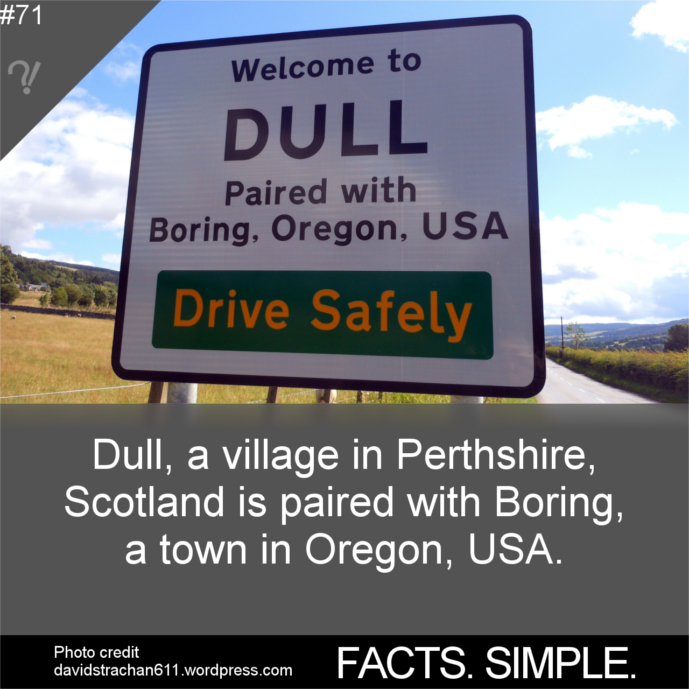 #71
?!
Welcome to
DULL
Paired with
Boring, Oregon, USA
Drive Safely
Dull, a village in Perthshire,
Scotland is paired with Boring,
a town in Oregon, USA.
Photo credit
davidstrachan611.wordpress.com
FACTS. SIMPLE.